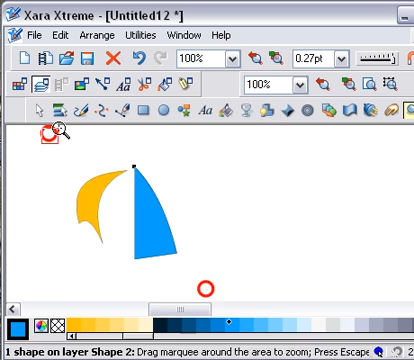 Xara Xtreme - [Untitled12 *]
File Edit Arrange Utilities Window Help
100% 0.27pt
100%
Aa
1 shape on layer Shape 2: Drag marquee around the area to zoom; Press Escape